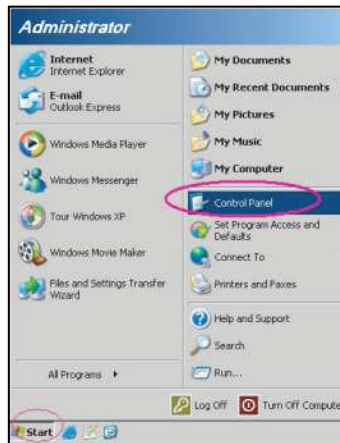 Administrator
Internet
Internet Explorer
E-mail
Outlook Express
Windows Media Player
Windows Messenger
Tour Windows XP
Windows Movie Maker
Files and Settings Transfer
Wizard
All Programs
My Documents
My Recent Documents
My Pictures
My Music
My Computer
Control Panel
Set Program Access and
Defaults
Connect To
Printers and Faxes
Help and Support
Search
Run...
Log Off
Turn Off Compute
Start